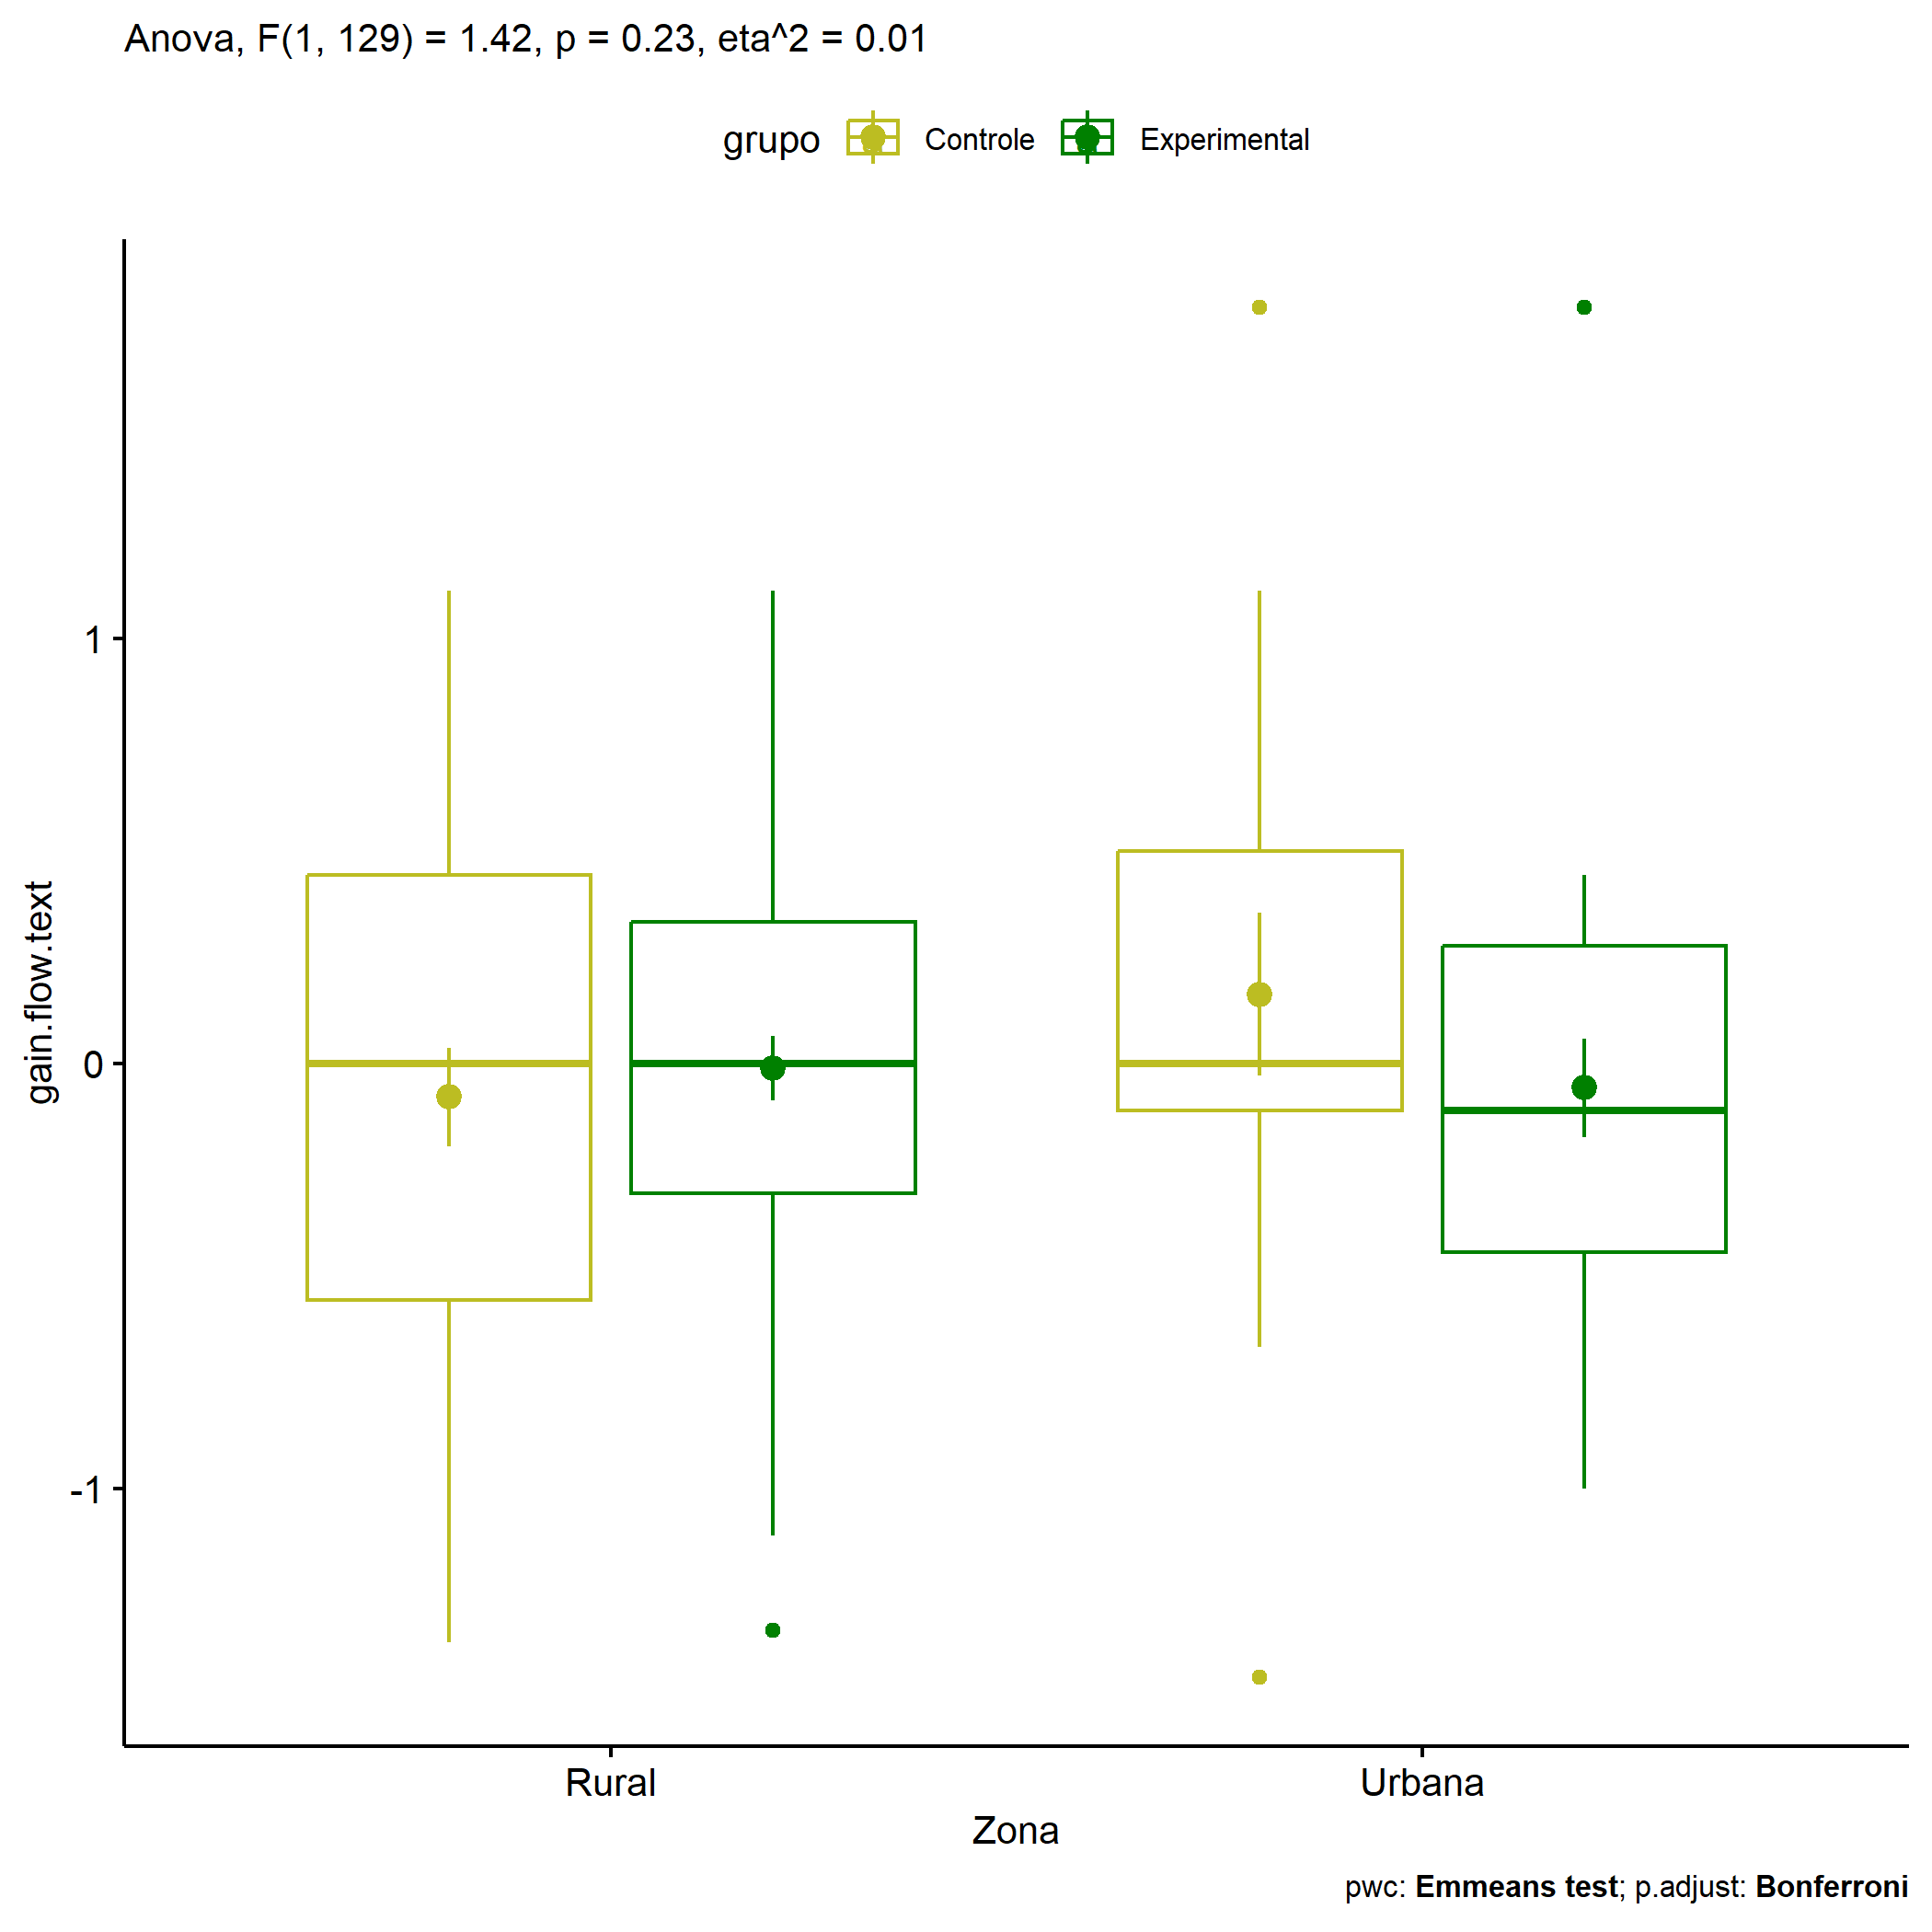 Anova, F(1, 129) = 1.42, p = 0.23, eta^2 = 0.01
grupo Controle Experimental
gain.flow.text
1
0
-1
Rural Urbana
Zona
pwc: Emmeans test; p.adjust: Bonferroni